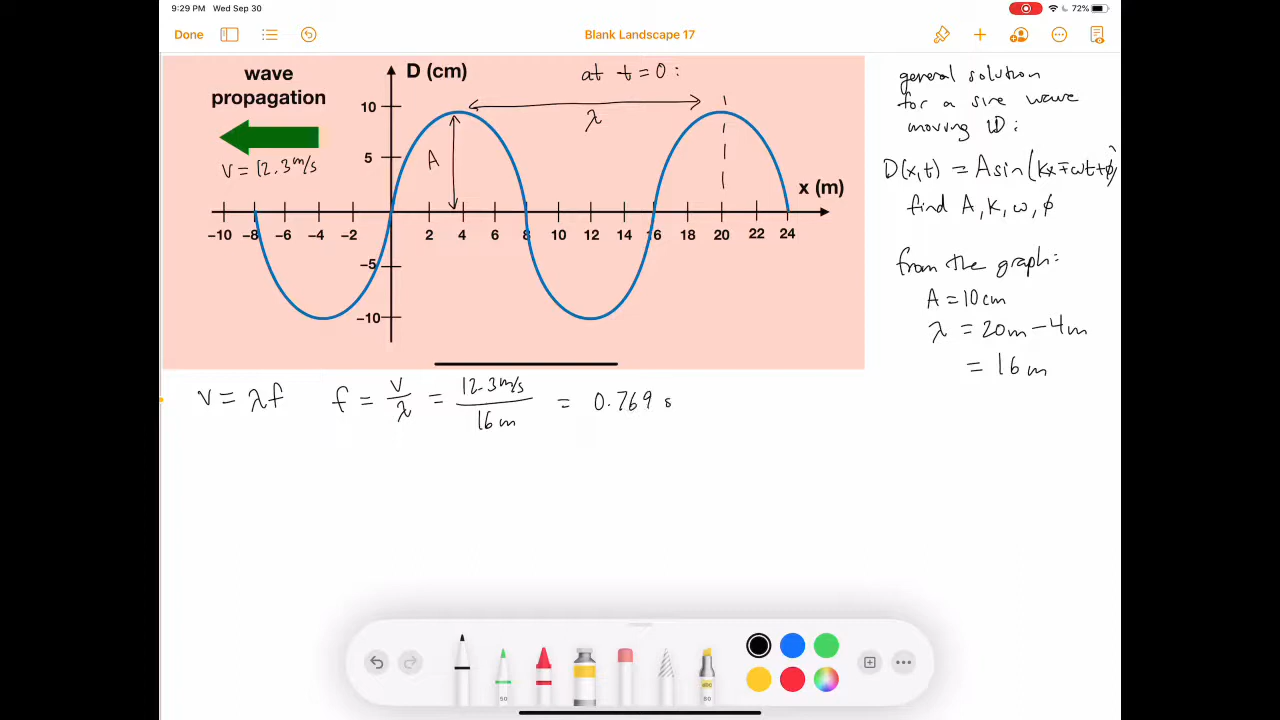 9:29 PM Wed Sep 30
72%
Done
Blank Landscape 17
wave
propagation
v = 12.3 m/s
D (cm)
at t = 0 :
λ
A
10
5
−5
−10
x (m)
−10 −8 −6 −4 −2 2 4 6 8 10 12 14 16 18 20 22 24
general solution
for a sine wave
moving 1D :
D(x,t) = A sin(kx ∓ ωt + ϕ)
find A, k, ω, ϕ
from the graph:
A = 10 cm
λ = 20m − 4m
= 16 m
v = λf f = v/λ = 12.3 m/s / 16 m = 0.769 s
50 50 50